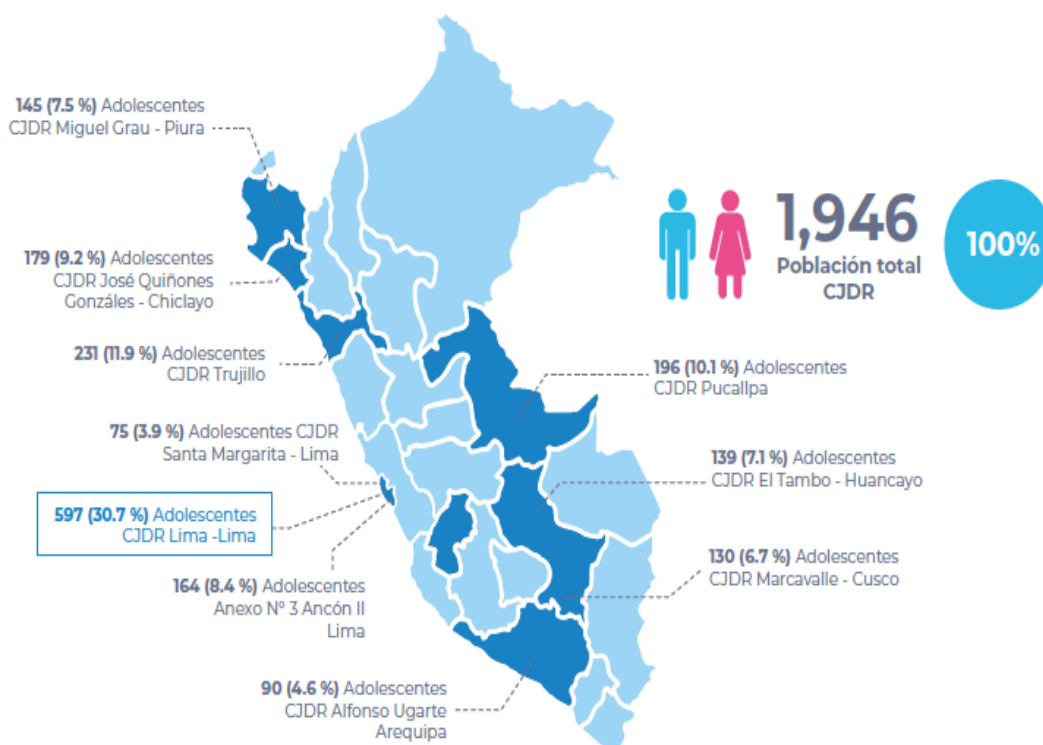 145 (7.5 %) Adolescentes
CJDR Miguel Grau - Piura
179 (9.2 %) Adolescentes
CJDR José Quiñones
Gonzáles - Chiclayo
231 (11.9 %) Adolescentes
CJDR Trujillo
75 (3.9 %) Adolescentes CJDR
Santa Margarita - Lima
597 (30.7 %) Adolescentes
CJDR Lima -Lima
164 (8.4 %) Adolescentes
Anexo Nº 3 Ancón II
Lima
90 (4.6 %) Adolescentes
CJDR Alfonso Ugarte
Arequipa
1,946
Población total
CJDR
100%
196 (10.1 %) Adolescentes
CJDR Pucallpa
139 (7.1 %) Adolescentes
CJDR El Tambo - Huancayo
130 (6.7 %) Adolescentes
CJDR Marcavalle - Cusco